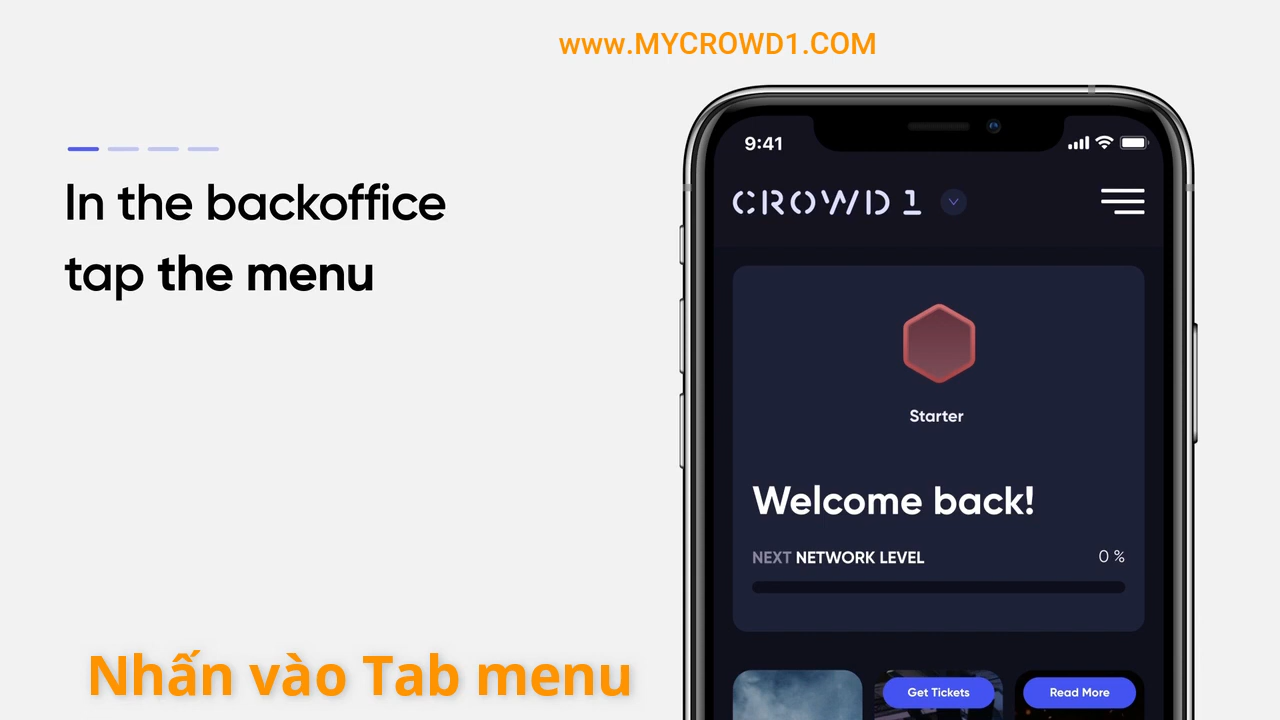 www.MYCROWD1.COM
In the backoffice
tap the menu
9:41
CROWD 1
Starter
Welcome back!
NEXT NETWORK LEVEL 0 %
Get Tickets Read More
Nhấn vào Tab menu